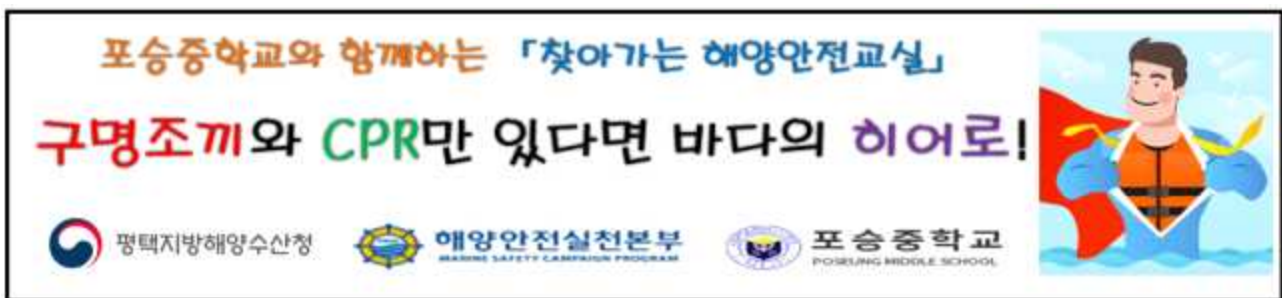 포승중학교와 함께하는 「찾아가는 해양안전교실」
구명조끼와 CPR만 있다면 바다의 히어로!
평택지방해양수산청
해양안전실천본부
MARINE SAFETY CAMPAIGN PROGRAM
포승중학교
POSEUNG MIDDLE SCHOOL